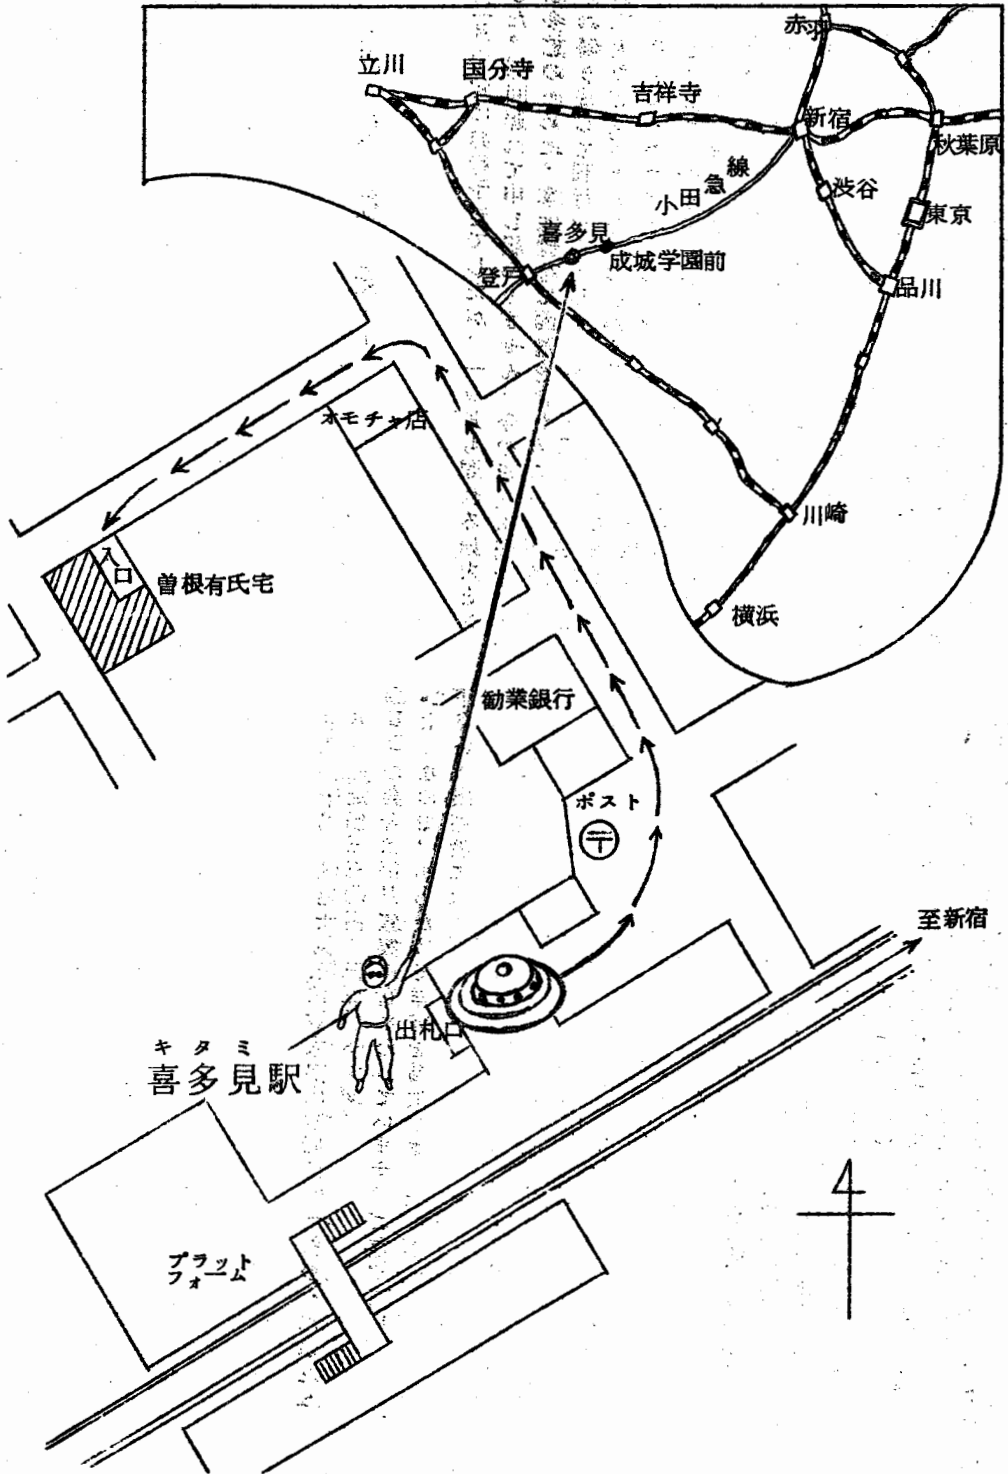 赤羽
立川
国分寺
吉祥寺
新宿
秋葉原
渋谷
東京
小田急線
喜多見
成城学園前
登戸
品川
川崎
横浜
オモチャ店
入口
曽根有氏宅
勧業銀行
ポスト
〒
至新宿
出札口
キタミ
喜多見駅
プラット
フォーム